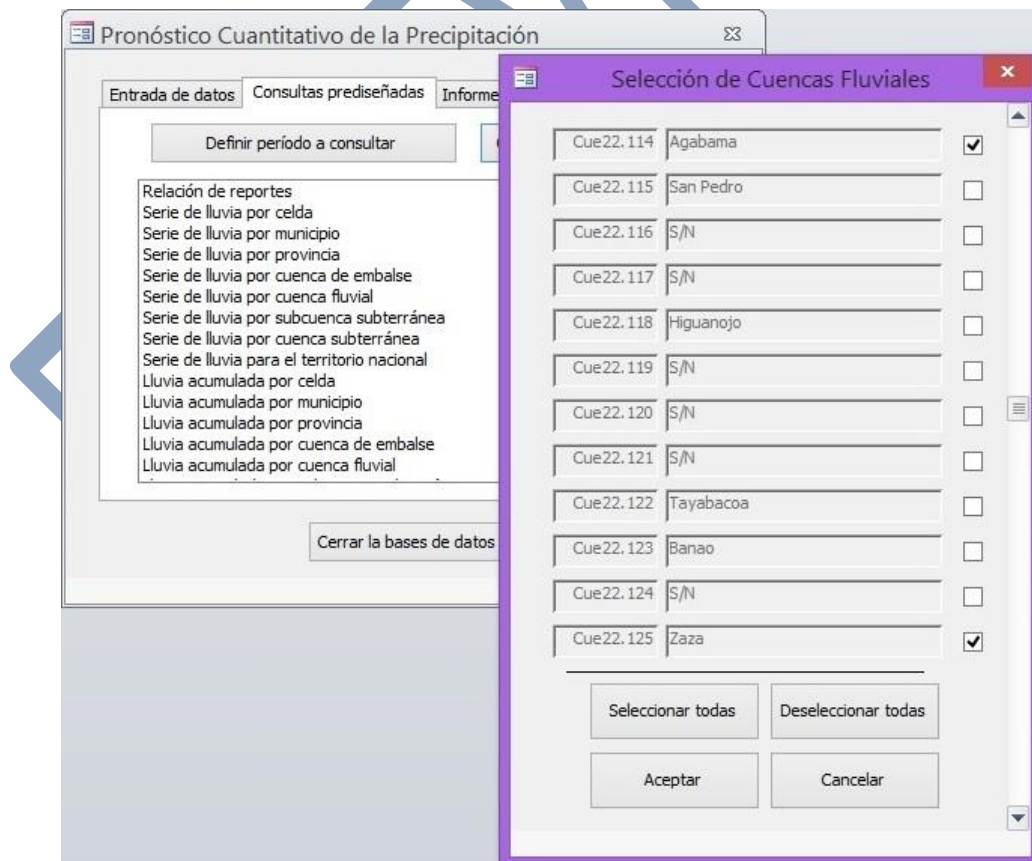 Pronóstico Cuantitativo de la Precipitación
Entrada de datos
Consultas prediseñadas
Informe
Definir período a consultar
Relación de reportes
Serie de lluvia por celda
Serie de lluvia por municipio
Serie de lluvia por provincia
Serie de lluvia por cuenca de embalse
Serie de lluvia por cuenca fluvial
Serie de lluvia por subcuenca subterránea
Serie de lluvia por cuenca subterránea
Serie de lluvia para el territorio nacional
Lluvia acumulada por celda
Lluvia acumulada por municipio
Lluvia acumulada por provincia
Lluvia acumulada por cuenca de embalse
Lluvia acumulada por cuenca fluvial
Cerrar la bases de datos
Selección de Cuencas Fluviales
Cue22.114 Agabama
Cue22.115 San Pedro
Cue22.116 S/N
Cue22.117 S/N
Cue22.118 Higuanojo
Cue22.119 S/N
Cue22.120 S/N
Cue22.121 S/N
Cue22.122 Tayabacoa
Cue22.123 Banao
Cue22.124 S/N
Cue22.125 Zaza
Seleccionar todas
Deseleccionar todas
Aceptar
Cancelar